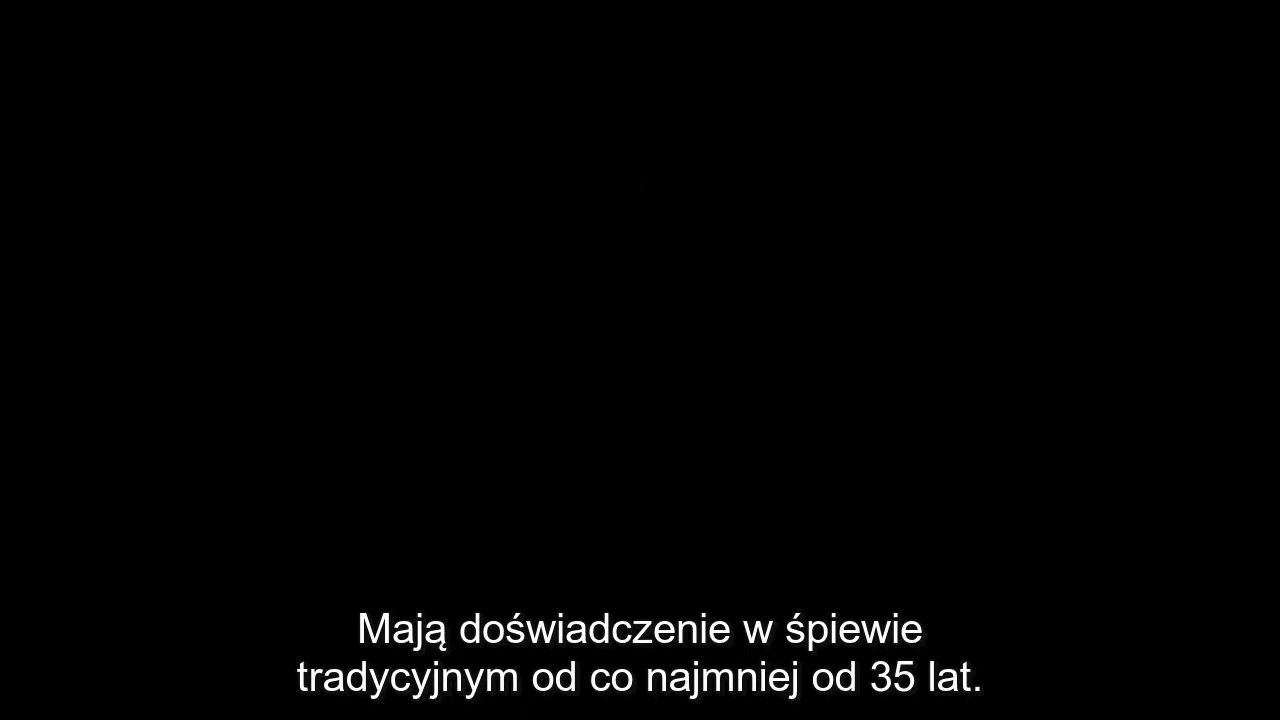 Mają doświadczenie w śpiewie
tradycyjnym od co najmniej od 35 lat.